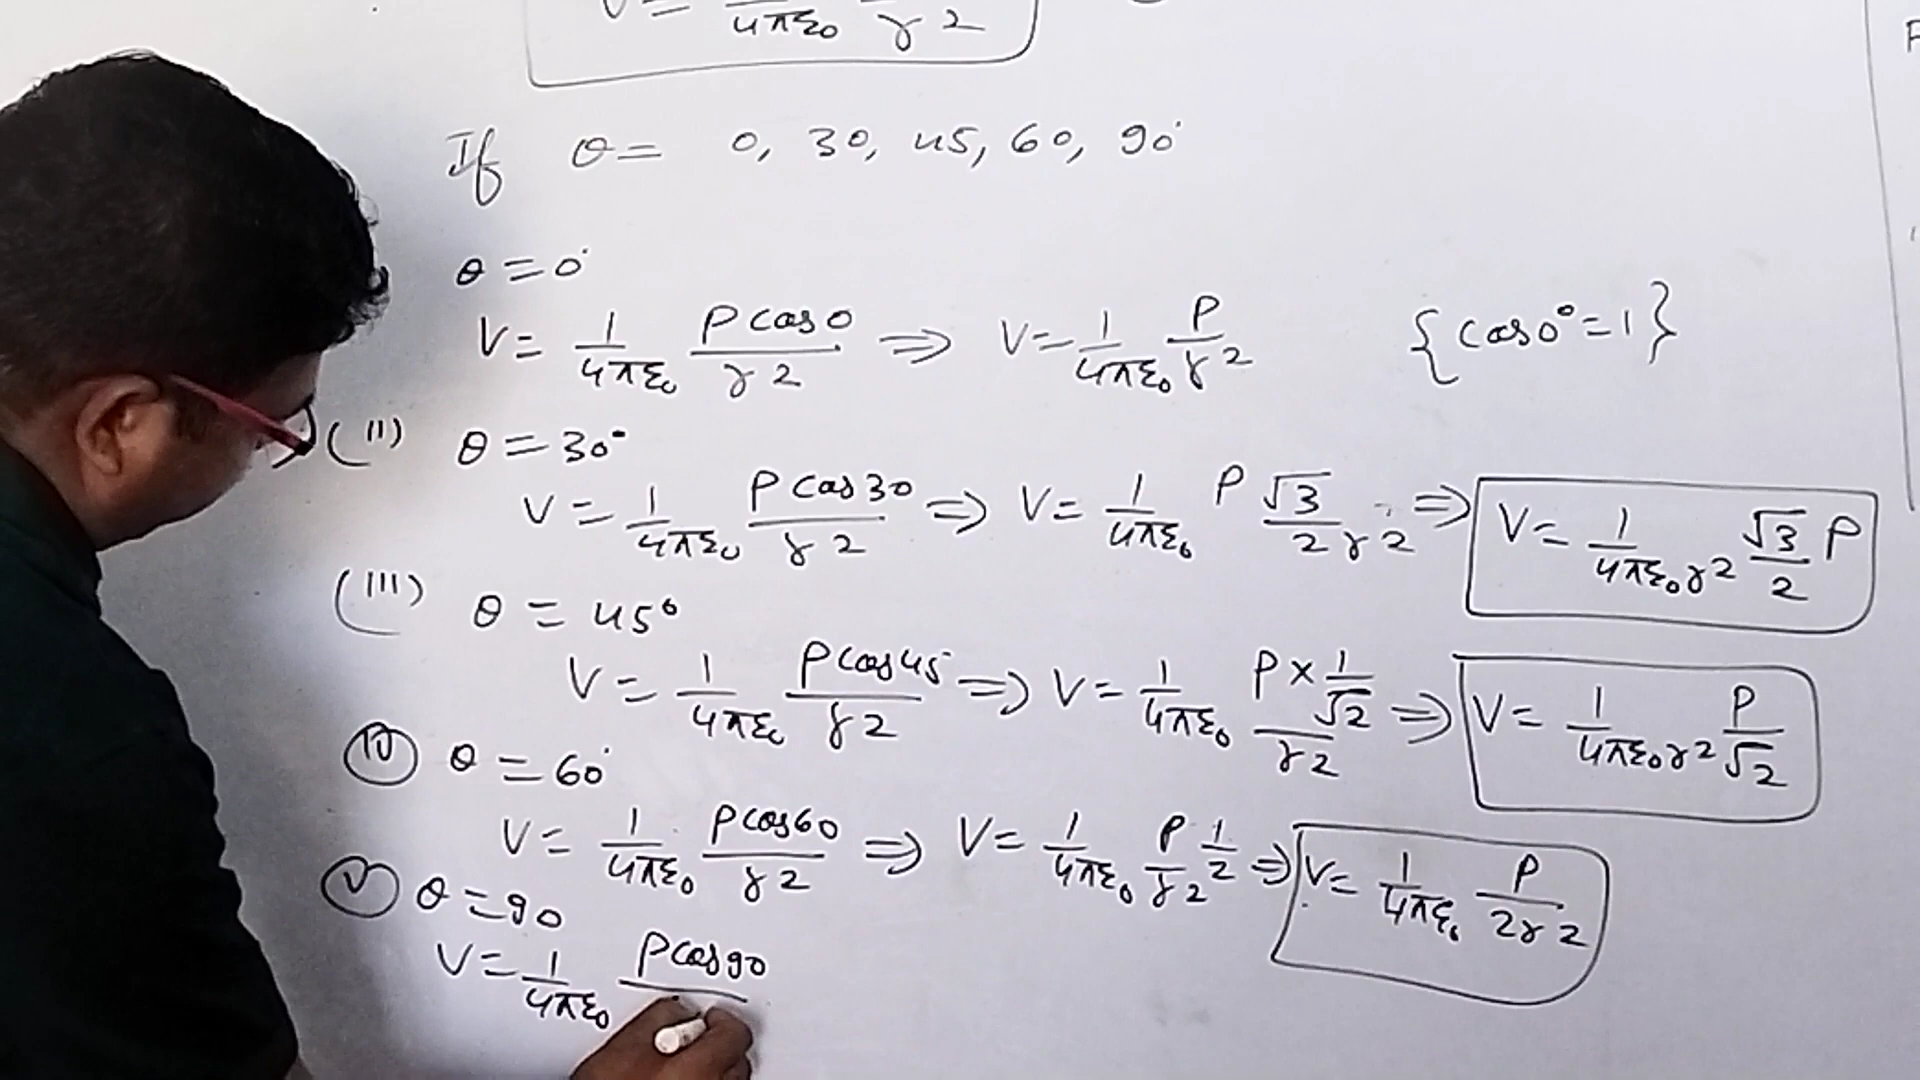 V = 1/4πε0 r2
If θ = 0, 30, 45, 60, 90°
θ = 0°
V = 1/4πε0 Pcos0/r2 ⇒ V = 1/4πε0 P/r2 {cos0° = 1}
(II) θ = 30°
V = 1/4πε0 Pcos30/r2 ⇒ V = 1/4πε0 P √3/2r2 ⇒ V = 1/4πε0r2 √3/2 P
(III) θ = 45°
V = 1/4πε0 Pcos45/r2 ⇒ V = 1/4πε0 P×1/√2/r2 ⇒ V = 1/4πε0r2 P/√2
IV θ = 60°
V = 1/4πε0 Pcos60/r2 ⇒ V = 1/4πε0 P/r2 1/2 ⇒ V = 1/4πε0 P/2r2
V θ = 90
V = 1/4πε0 Pcos90